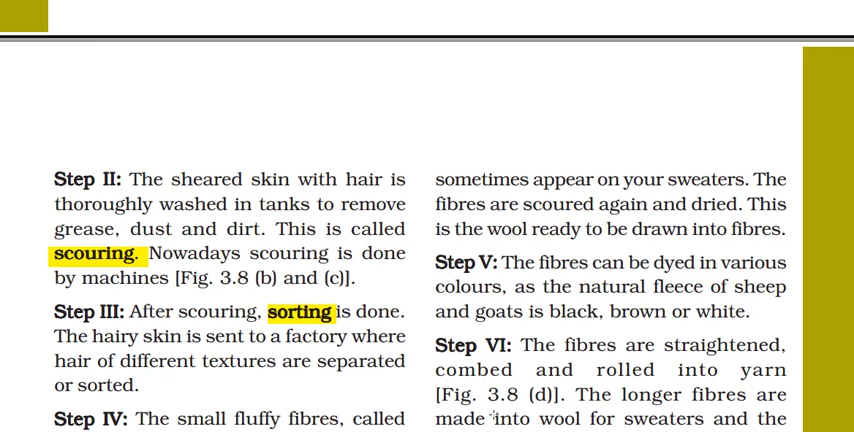 Step II: The sheared skin with hair is
thoroughly washed in tanks to remove
grease, dust and dirt. This is called
scouring. Nowadays scouring is done
by machines [Fig. 3.8 (b) and (c)].
Step III: After scouring, sorting is done.
The hairy skin is sent to a factory where
hair of different textures are separated
or sorted.
Step IV: The small fluffy fibres, called
sometimes appear on your sweaters. The
fibres are scoured again and dried. This
is the wool ready to be drawn into fibres.
Step V: The fibres can be dyed in various
colours, as the natural fleece of sheep
and goats is black, brown or white.
Step VI: The fibres are straightened,
combed and rolled into yarn
[Fig. 3.8 (d)]. The longer fibres are
made into wool for sweaters and the